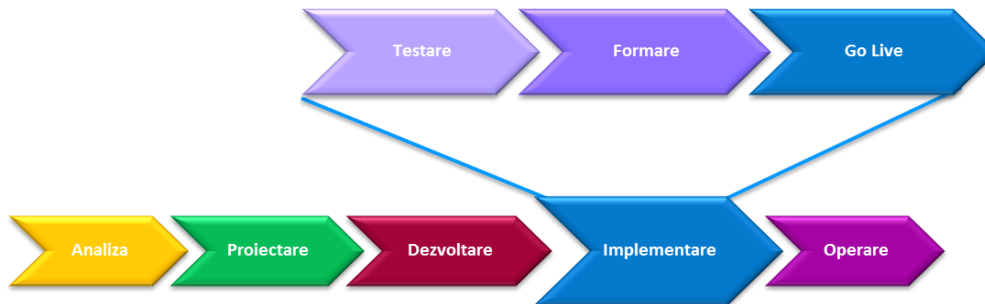 Testare
Formare
Go Live
Analiza
Proiectare
Dezvoltare
Implementare
Operare